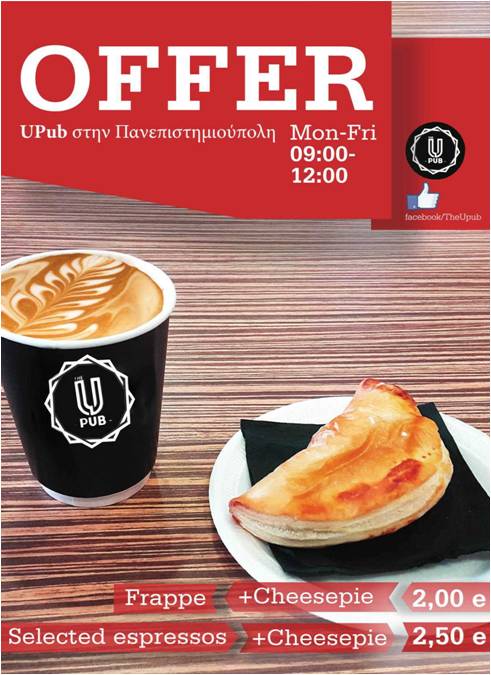 OFFER
UPub στην Πανεπιστημιούπολη
Mon-Fri
09:00-
12:00
THE
U
PUB
facebook/TheUpub
THE
U
PUB
Frappe +Cheesepie 2,00 e
Selected espressos +Cheesepie 2,50 e